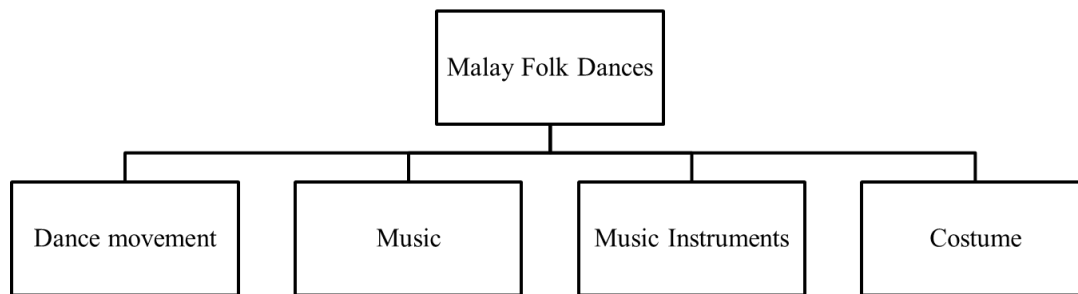 Malay Folk Dances
Dance movement
Music
Music Instruments
Costume